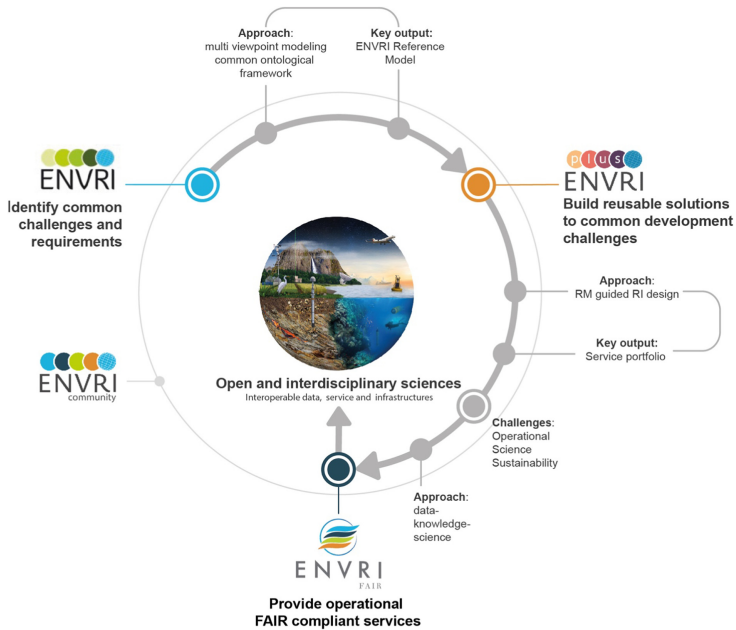 Approach:
multi viewpoint modeling
common ontological
framework
Key output:
ENVRI Reference
Model
ENVRI
Identify common
challenges and
requirements
plus
ENVRI
Build reusable solutions
to common development
challenges
Approach:
RM guided RI design
Key output:
Service portfolio
ENVRI
community
Open and interdisciplinary sciences
Interoperable data, service and infrastructures
Challenges:
Operational
Science
Sustainability
Approach:
data-
knowledge-
science
ENVRI
FAIR
Provide operational
FAIR compliant services